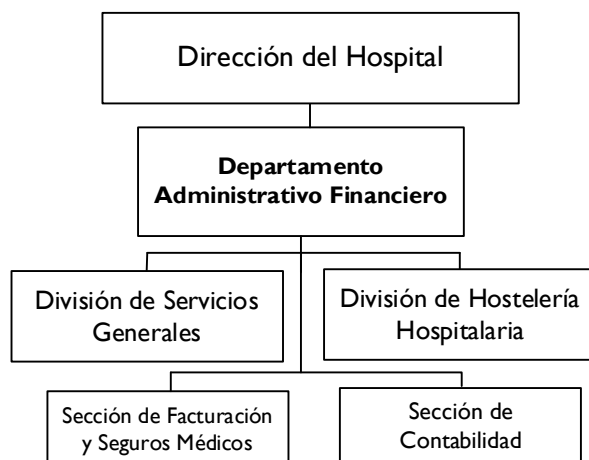 Dirección del Hospital
Departamento
Administrativo Financiero
División de Servicios
Generales
División de Hostelería
Hospitalaria
Sección de Facturación
y Seguros Médicos
Sección de
Contabilidad